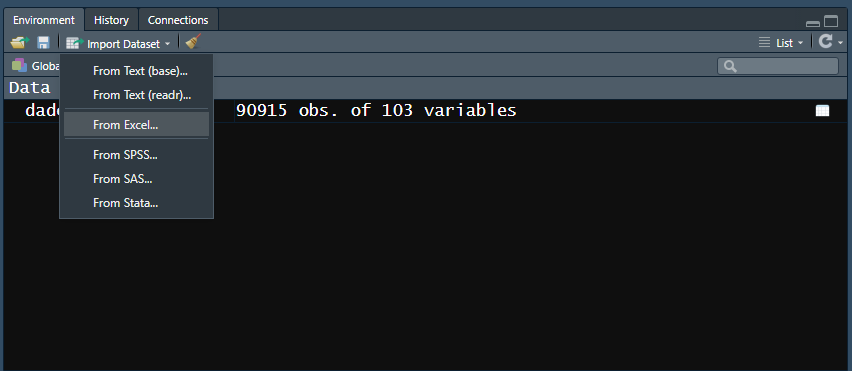 Environment History Connections
Import Dataset List
From Text (base)...
Data
From Text (readr)...
90915 obs. of 103 variables
From Excel...
From SPSS...
From SAS...
From Stata...